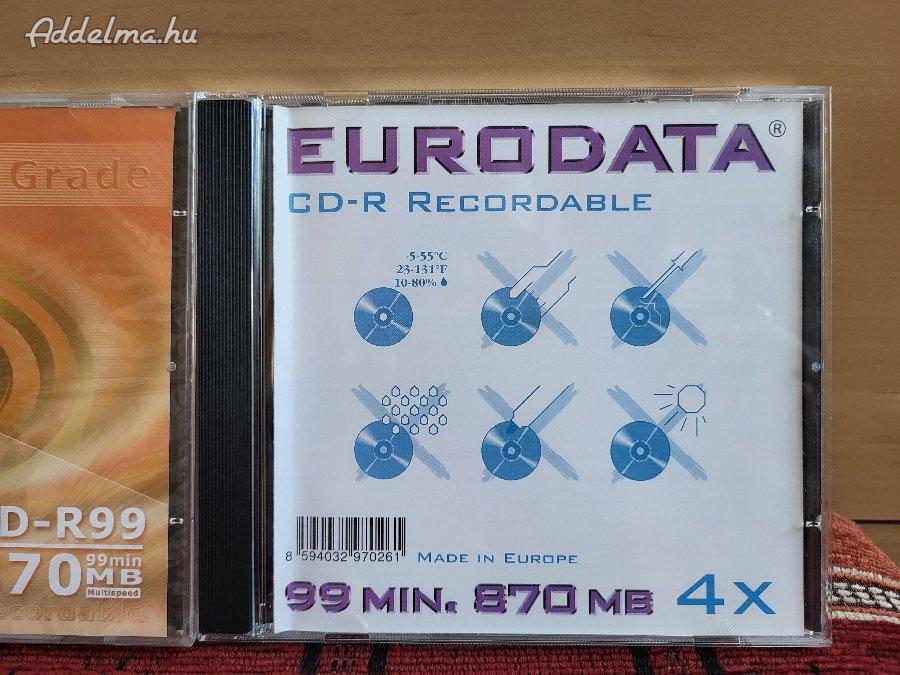 Addelma.hu
Grade
D-R99
70 99min
MB
Multispeed
ecordable
EURODATA®
CD-R RECORDABLE
-5-55°C
23-131°F
10-80%
8 594032 970261
MADE IN EUROPE
99 MIN. 870 MB 4X